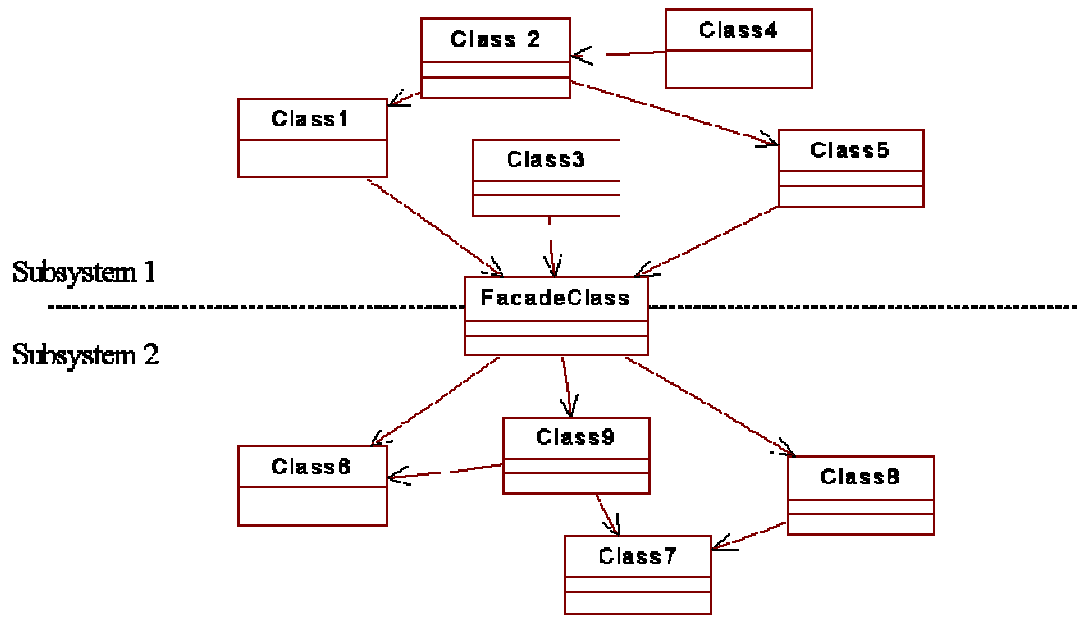 Class 2
Class4
Class1
Class3
Class5
Subsystem 1
FacadeClass
Subsystem 2
Class9
Class6
Class8
Class7